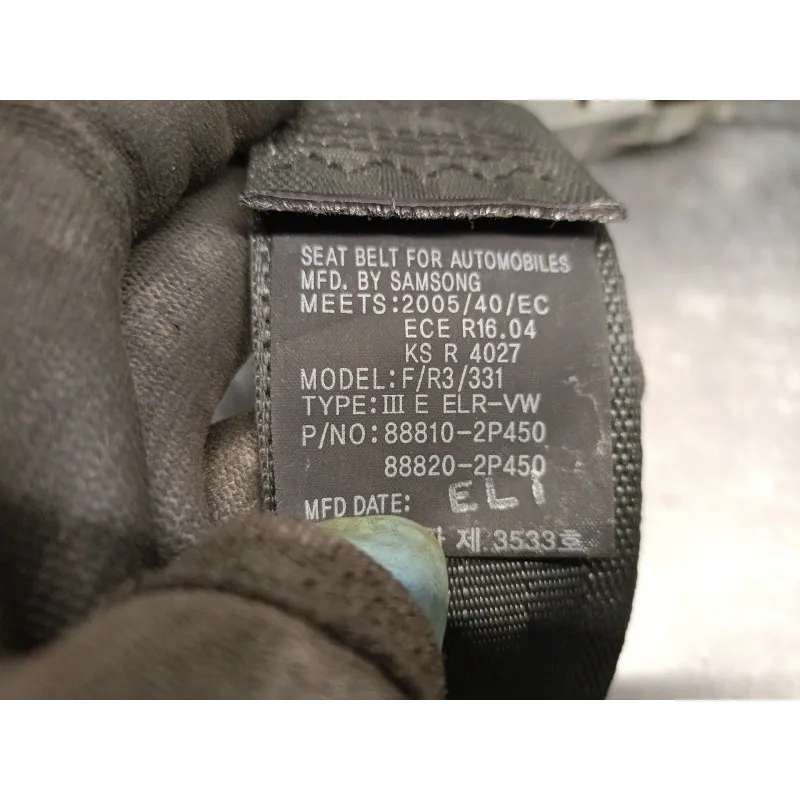 SEAT BELT FOR AUTOMOBILES
MFD. BY SAMSONG
MEETS:2005/40/EC
ECE R16.04
KS R 4027
MODEL:F/R3/331
TYPE:Ⅲ E ELR-VW
P/NO:88810-2P450
88820-2P450
MFD DATE: EL1
제 3533호